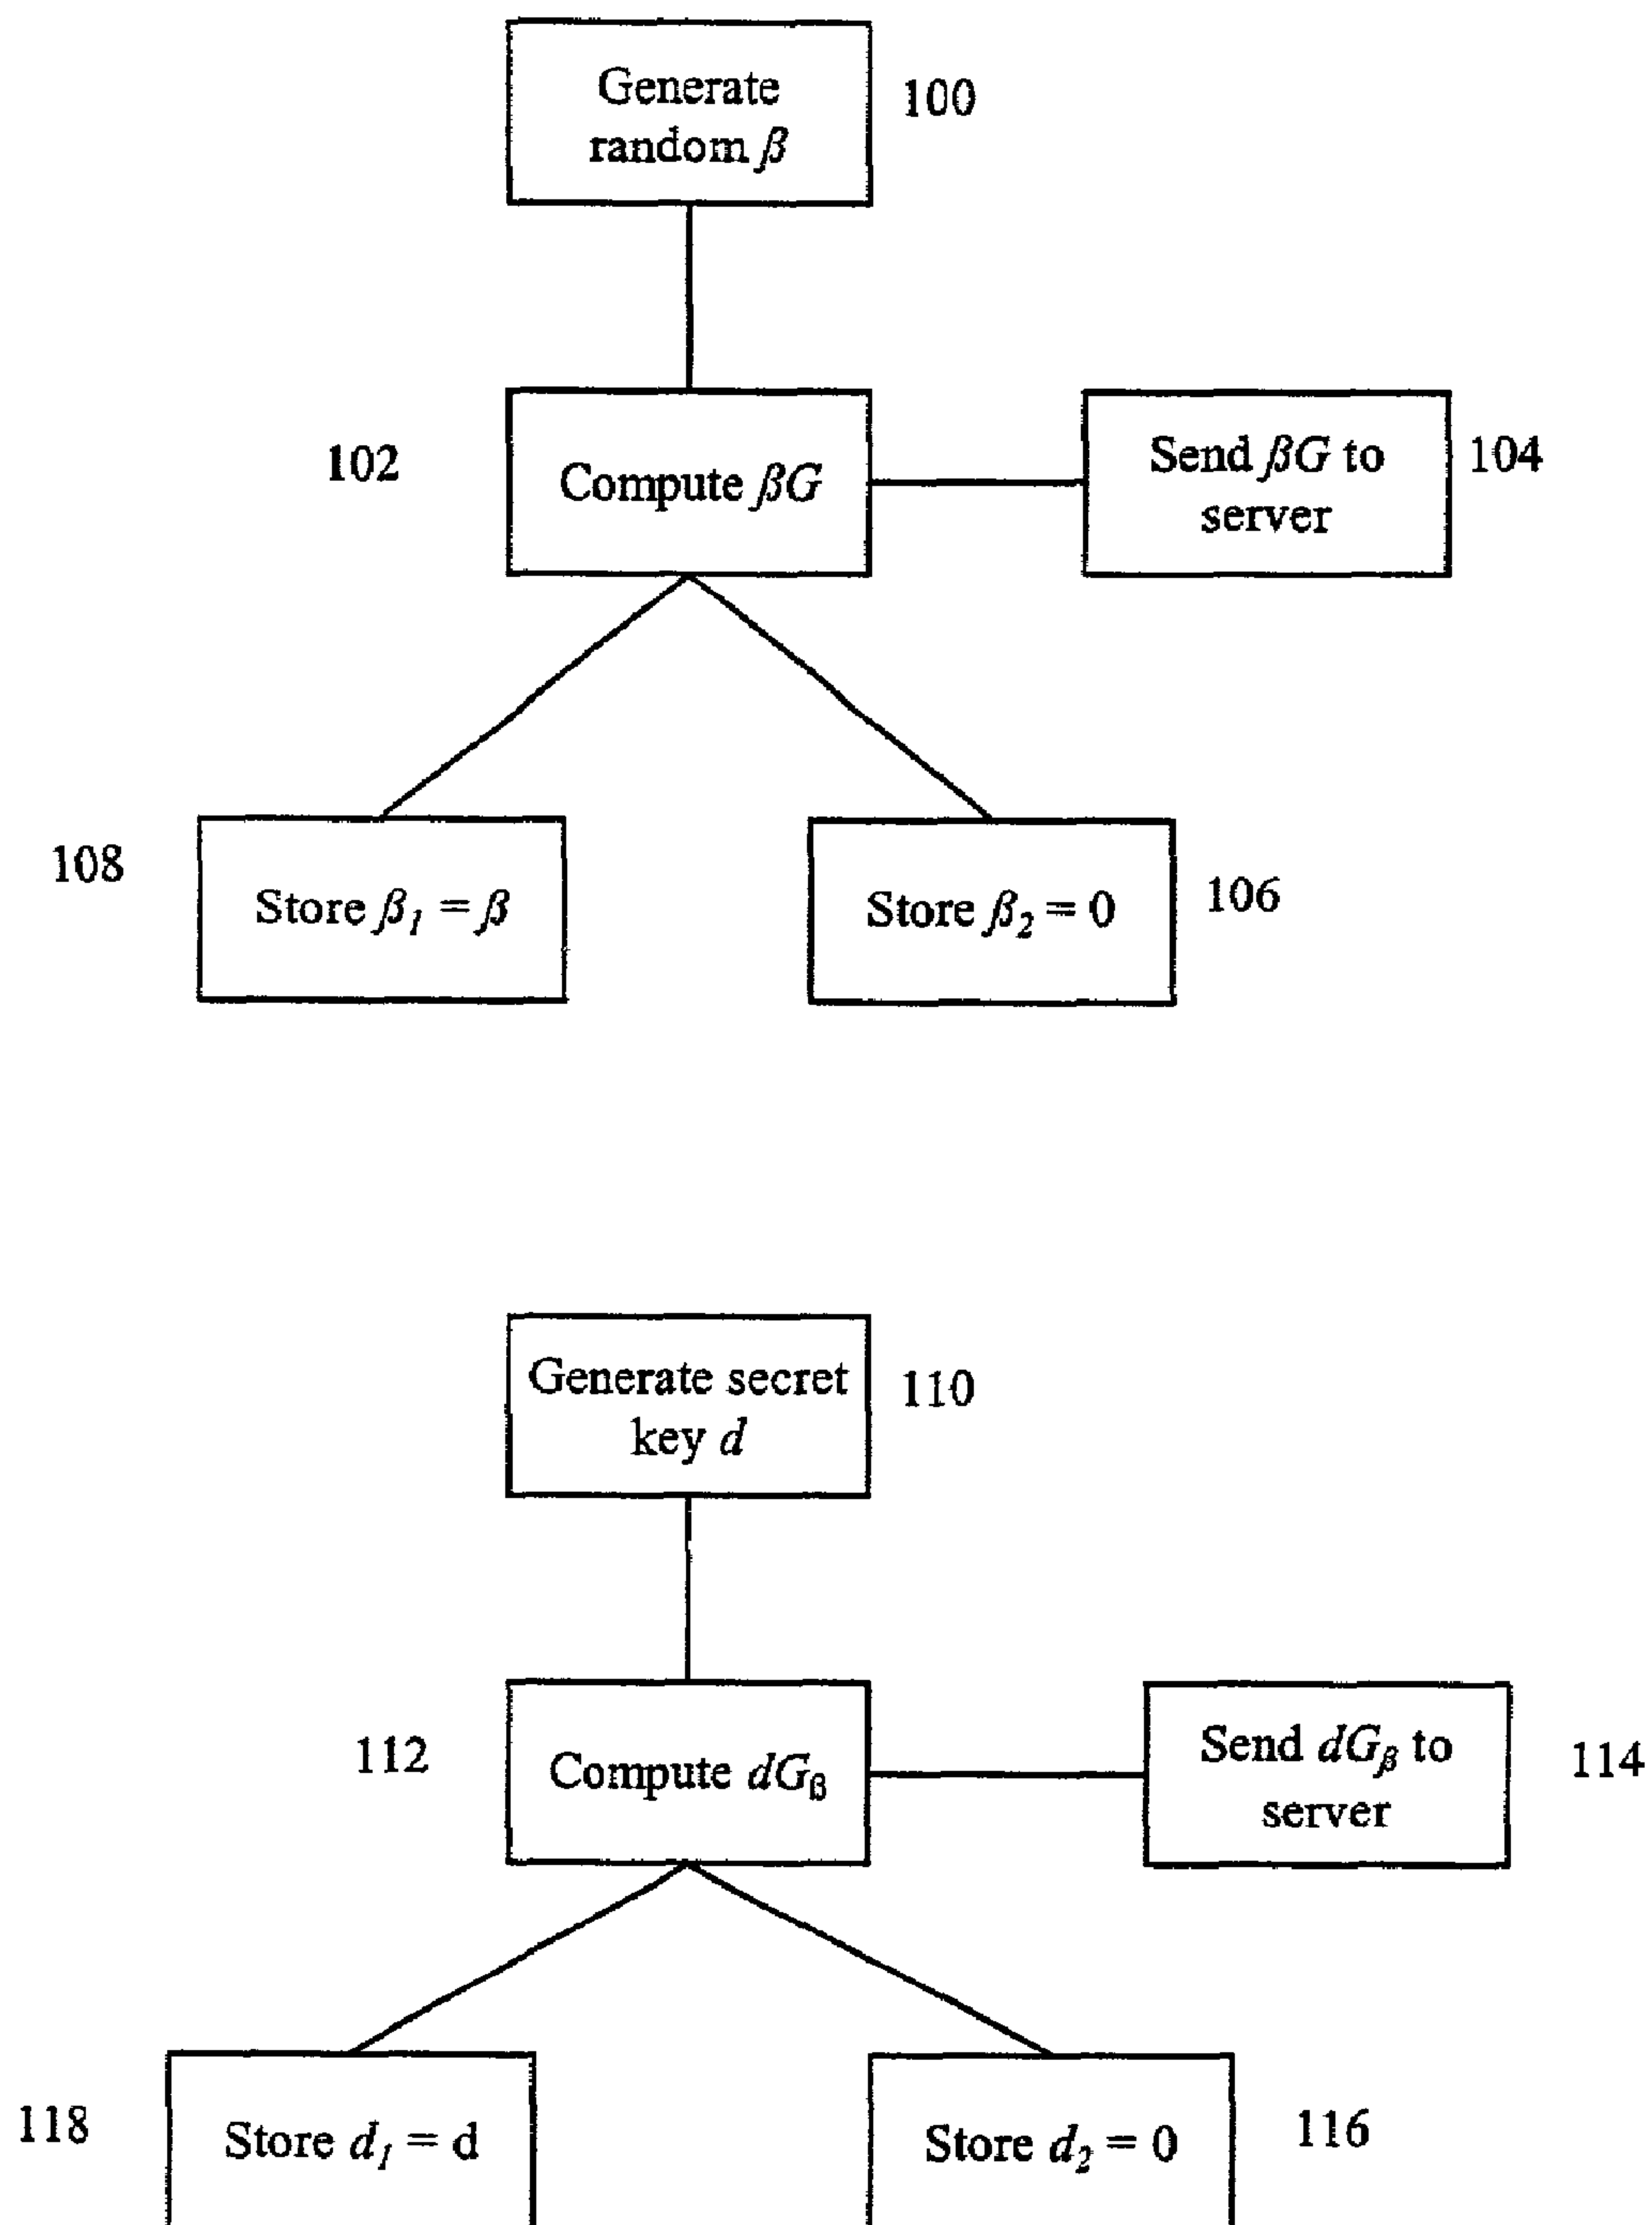 Generate
random β
100
102
Compute βG
Send βG to
server
104
108
Store β₁ = β
Store β₂ = 0
106
Generate secret
key d
110
112
Compute dGᵦ
Send dGᵦ to
server
114
118
Store d₁ = d
Store d₂ = 0
116